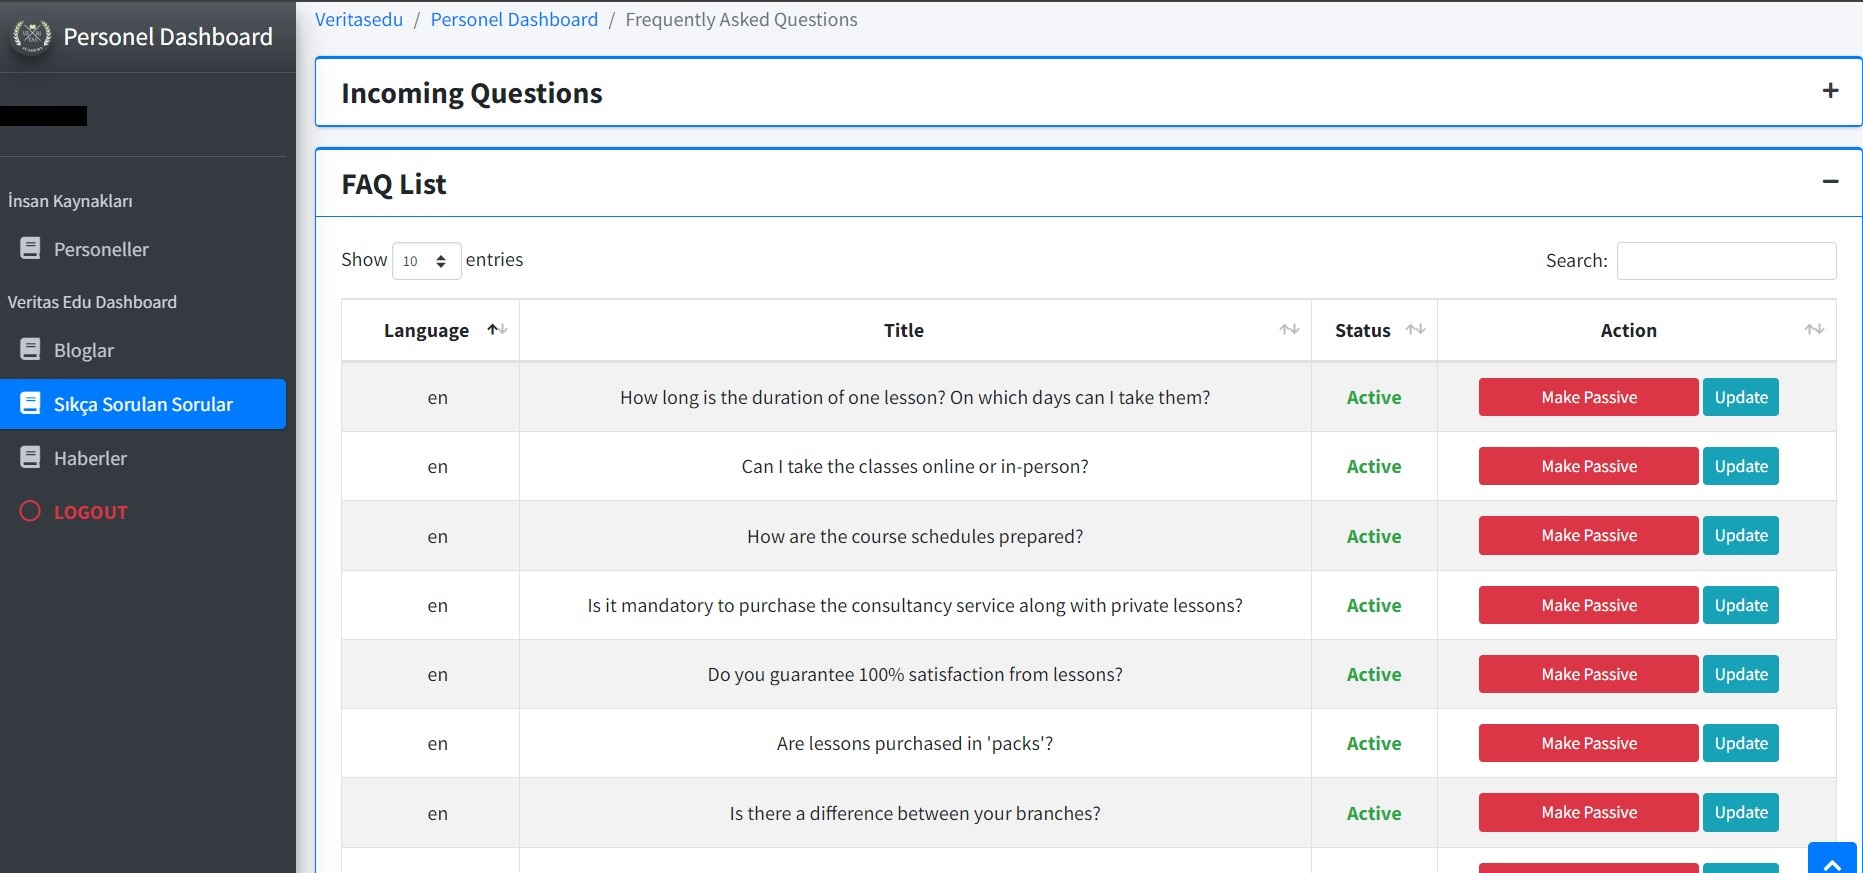 Personel Dashboard
İnsan Kaynakları
Personeller
Veritas Edu Dashboard
Bloglar
Sıkça Sorulan Sorular
Haberler
LOGOUT
Veritasedu / Personel Dashboard / Frequently Asked Questions
Incoming Questions +
FAQ List −
Show 10 entries Search:
Language Title Status Action
en How long is the duration of one lesson? On which days can I take them? Active Make Passive Update
en Can I take the classes online or in-person? Active Make Passive Update
en How are the course schedules prepared? Active Make Passive Update
en Is it mandatory to purchase the consultancy service along with private lessons? Active Make Passive Update
en Do you guarantee 100% satisfaction from lessons? Active Make Passive Update
en Are lessons purchased in 'packs'? Active Make Passive Update
en Is there a difference between your branches? Active Make Passive Update